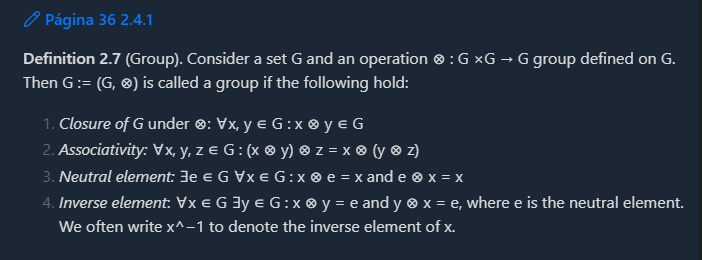 Página 36 2.4.1
Definition 2.7 (Group). Consider a set G and an operation ⊗ : G ×G → G group defined on G.
Then G := (G, ⊗) is called a group if the following hold:
1. Closure of G under ⊗: ∀x, y ∈ G : x ⊗ y ∈ G
2. Associativity: ∀x, y, z ∈ G : (x ⊗ y) ⊗ z = x ⊗ (y ⊗ z)
3. Neutral element: ∃e ∈ G ∀x ∈ G : x ⊗ e = x and e ⊗ x = x
4. Inverse element: ∀x ∈ G ∃y ∈ G : x ⊗ y = e and y ⊗ x = e, where e is the neutral element.
We often write x^−1 to denote the inverse element of x.